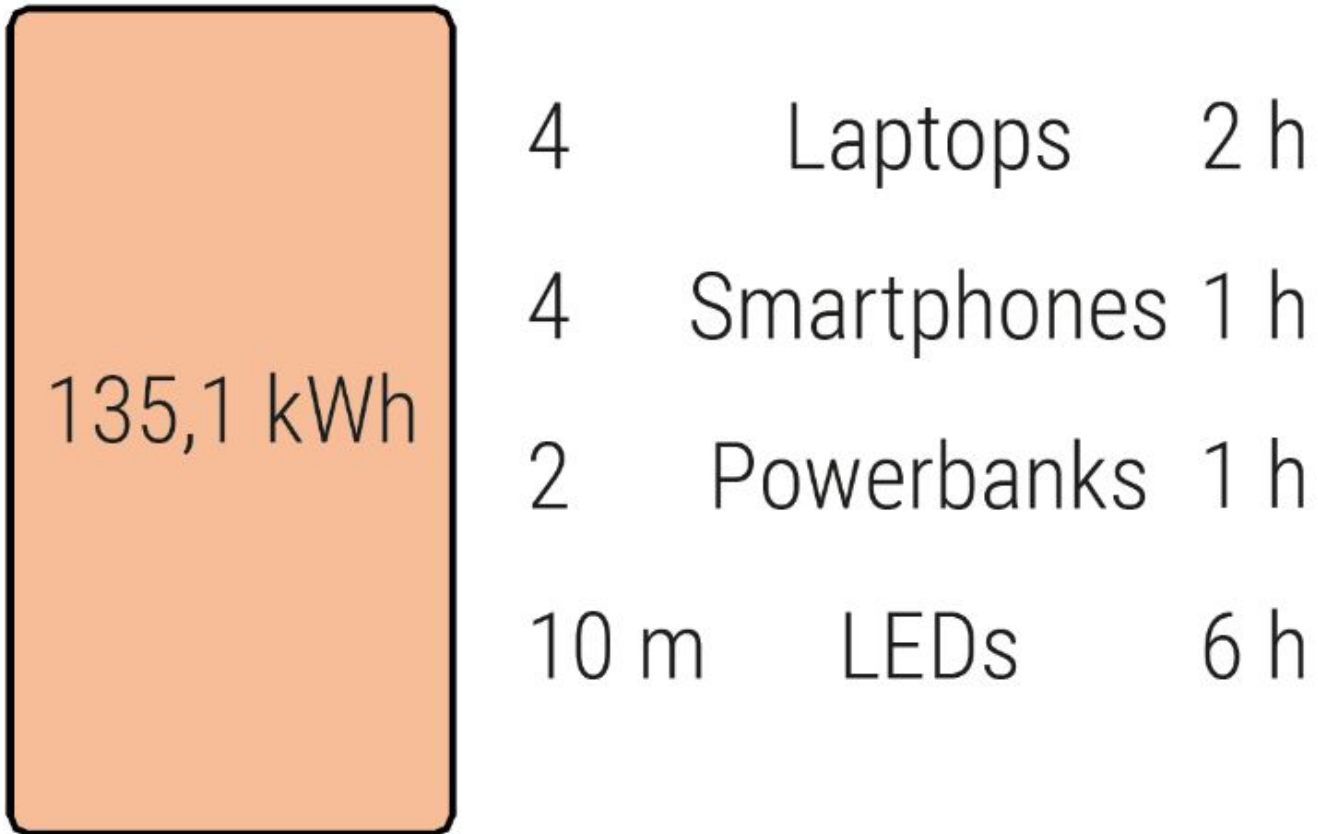 4 Laptops 2 h
4 Smartphones 1 h
135,1 kWh
2 Powerbanks 1 h
10 m LEDs 6 h